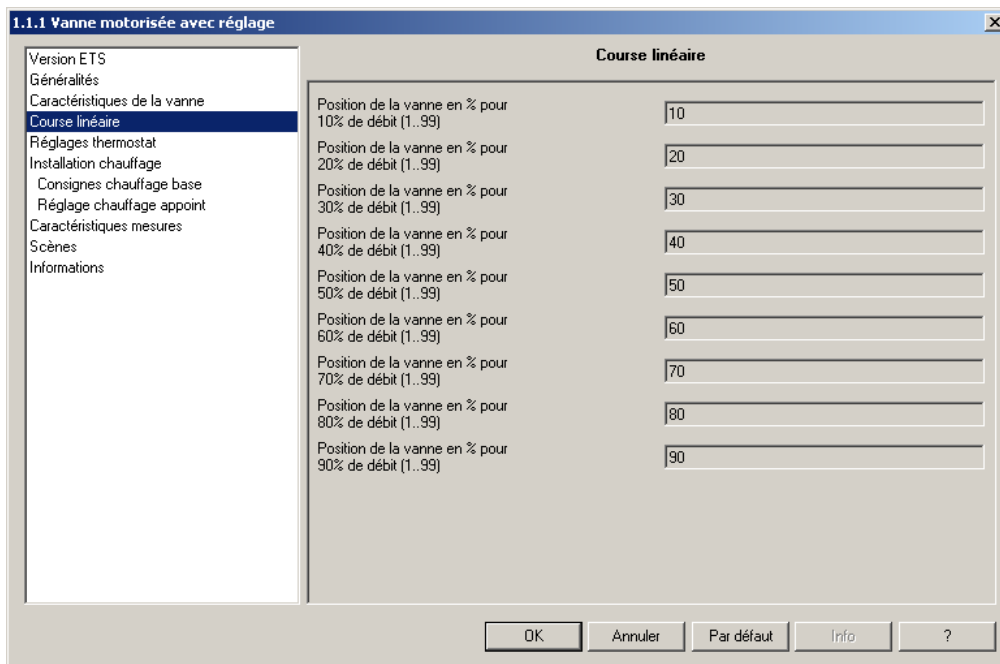 1.1.1 Vanne motorisée avec réglage
Version ETS
Généralités
Caractéristiques de la vanne
Course linéaire
Réglages thermostat
Installation chauffage
Consignes chauffage base
Réglage chauffage appoint
Caractéristiques mesures
Scènes
Informations
Course linéaire
Position de la vanne en % pour
10% de débit (1..99)
10
Position de la vanne en % pour
20% de débit (1..99)
20
Position de la vanne en % pour
30% de débit (1..99)
30
Position de la vanne en % pour
40% de débit (1..99)
40
Position de la vanne en % pour
50% de débit (1..99)
50
Position de la vanne en % pour
60% de débit (1..99)
60
Position de la vanne en % pour
70% de débit (1..99)
70
Position de la vanne en % pour
80% de débit (1..99)
80
Position de la vanne en % pour
90% de débit (1..99)
90
OK
Annuler
Par défaut
Info
?